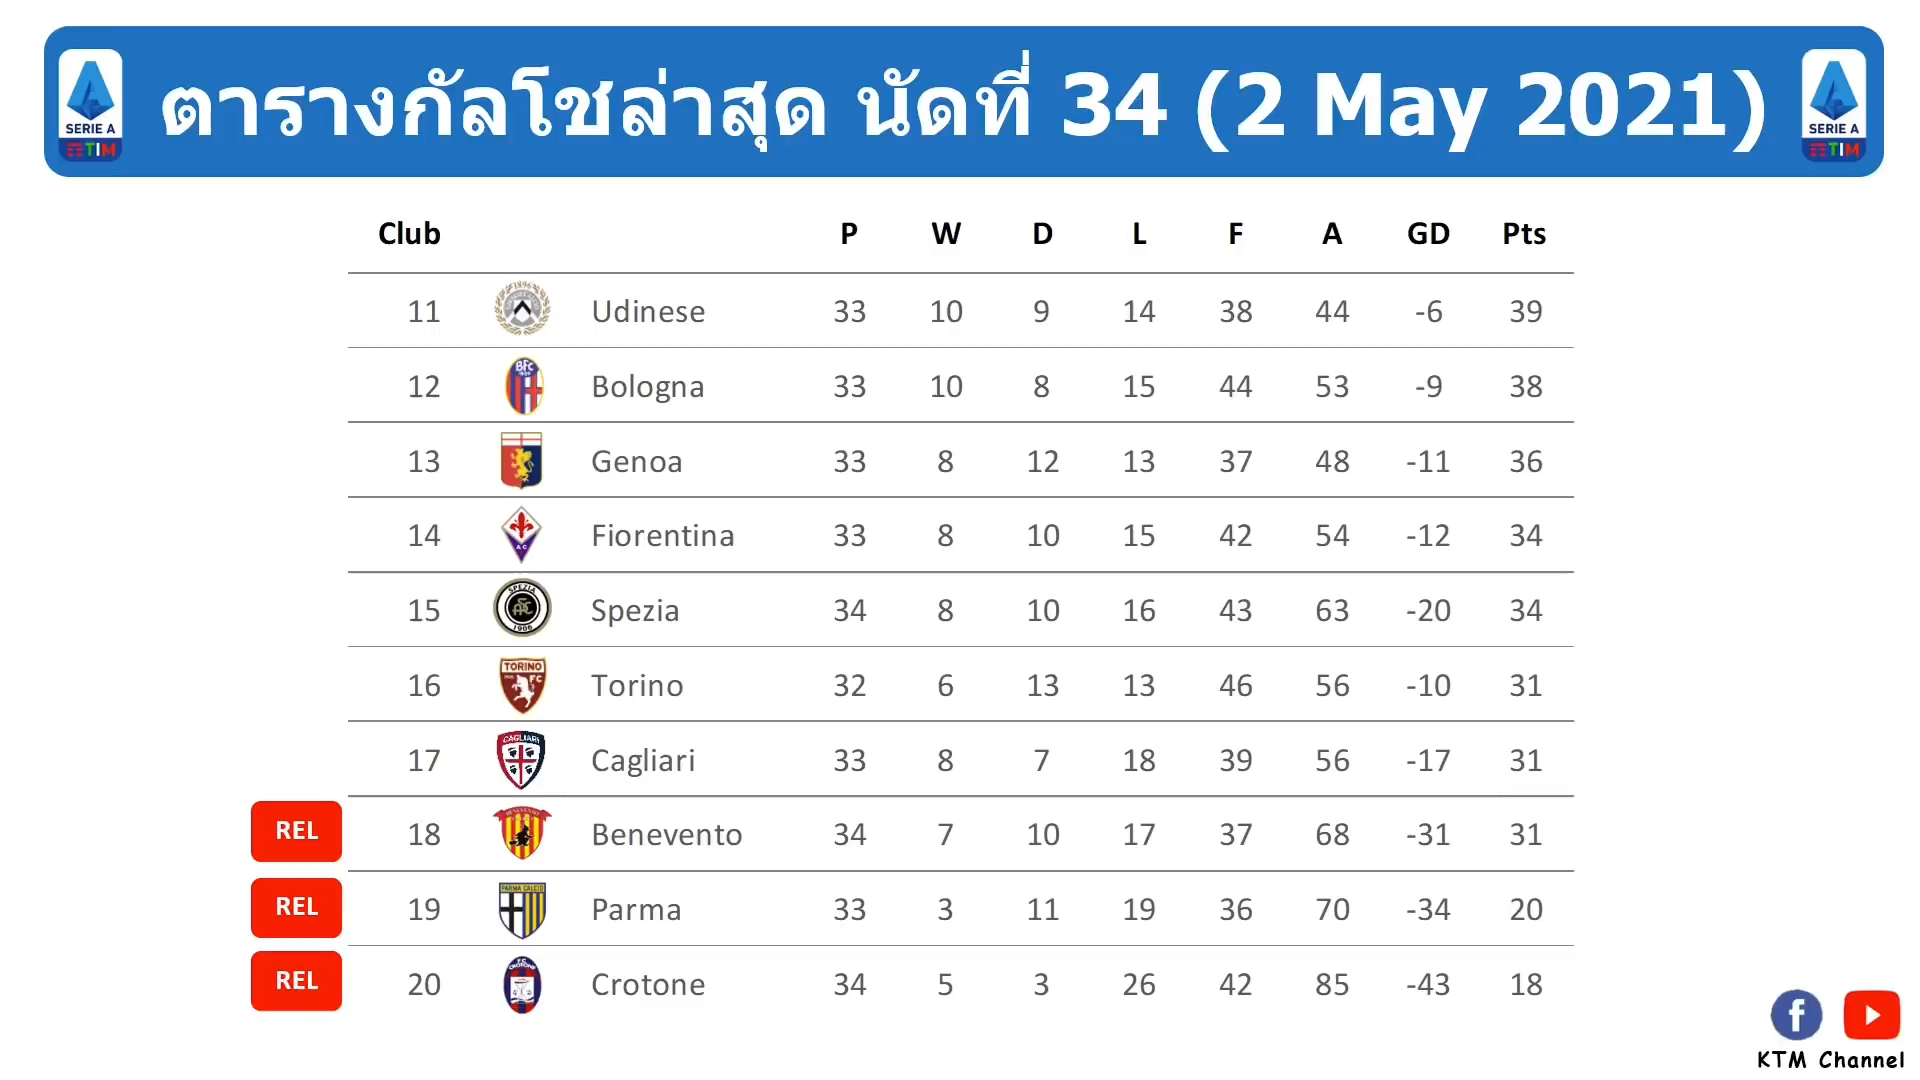 ตารางกัลโชล่าสุด นัดที่ 34 (2 May 2021)
SERIE A
TIM
SERIE A
TIM
Club P W D L F A GD Pts
11 Udinese 33 10 9 14 38 44 -6 39
12 Bologna 33 10 8 15 44 53 -9 38
13 Genoa 33 8 12 13 37 48 -11 36
14 Fiorentina 33 8 10 15 42 54 -12 34
15 Spezia 34 8 10 16 43 63 -20 34
16 Torino 32 6 13 13 46 56 -10 31
17 Cagliari 33 8 7 18 39 56 -17 31
REL 18 Benevento 34 7 10 17 37 68 -31 31
REL 19 Parma 33 3 11 19 36 70 -34 20
REL 20 Crotone 34 5 3 26 42 85 -43 18
KTM Channel